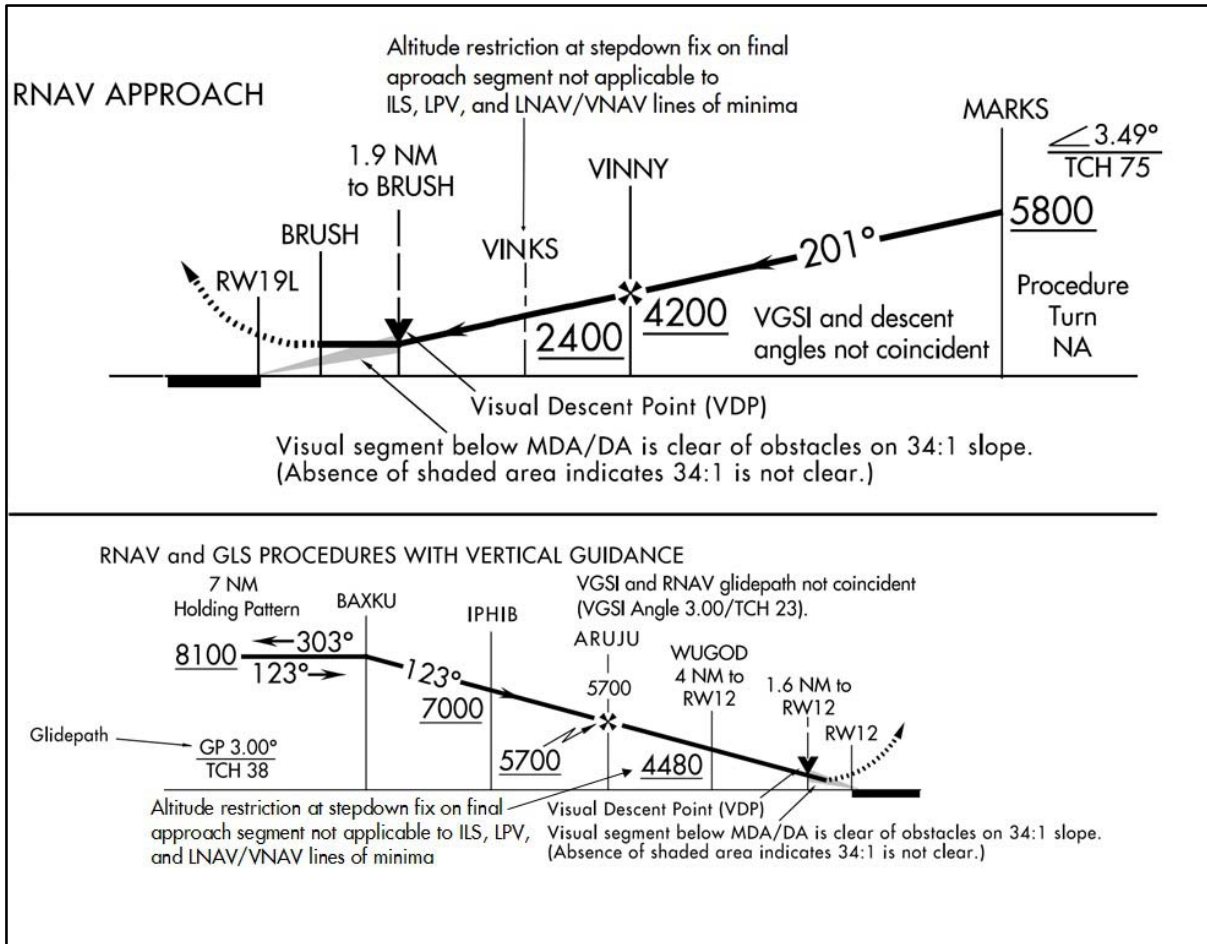 Altitude restriction at stepdown fix on final
aproach segment not applicable to
ILS, LPV, and LNAV/VNAV lines of minima
RNAV APPROACH
MARKS
3.49°
TCH 75
1.9 NM
to BRUSH
VINNY
5800
BRUSH
VINKS
201°
RW19L
Procedure
Turn
NA
2400
4200
VGSI and descent
angles not coincident
Visual Descent Point (VDP)
Visual segment below MDA/DA is clear of obstacles on 34:1 slope.
(Absence of shaded area indicates 34:1 is not clear.)
RNAV and GLS PROCEDURES WITH VERTICAL GUIDANCE
7 NM
Holding Pattern
BAXKU
IPHIB
VGSI and RNAV glidepath not coincident
(VGSI Angle 3.00/TCH 23).
ARUJU
5700
WUGOD
4 NM to
RW12
1.6 NM to
RW12
RW12
8100
303°
123°
123°
7000
5700
4480
Glidepath
GP 3.00°
TCH 38
Altitude restriction at stepdown fix on final
approach segment not applicable to ILS, LPV,
and LNAV/VNAV lines of minima
Visual Descent Point (VDP)
Visual segment below MDA/DA is clear of obstacles on 34:1 slope.
(Absence of shaded area indicates 34:1 is not clear.)